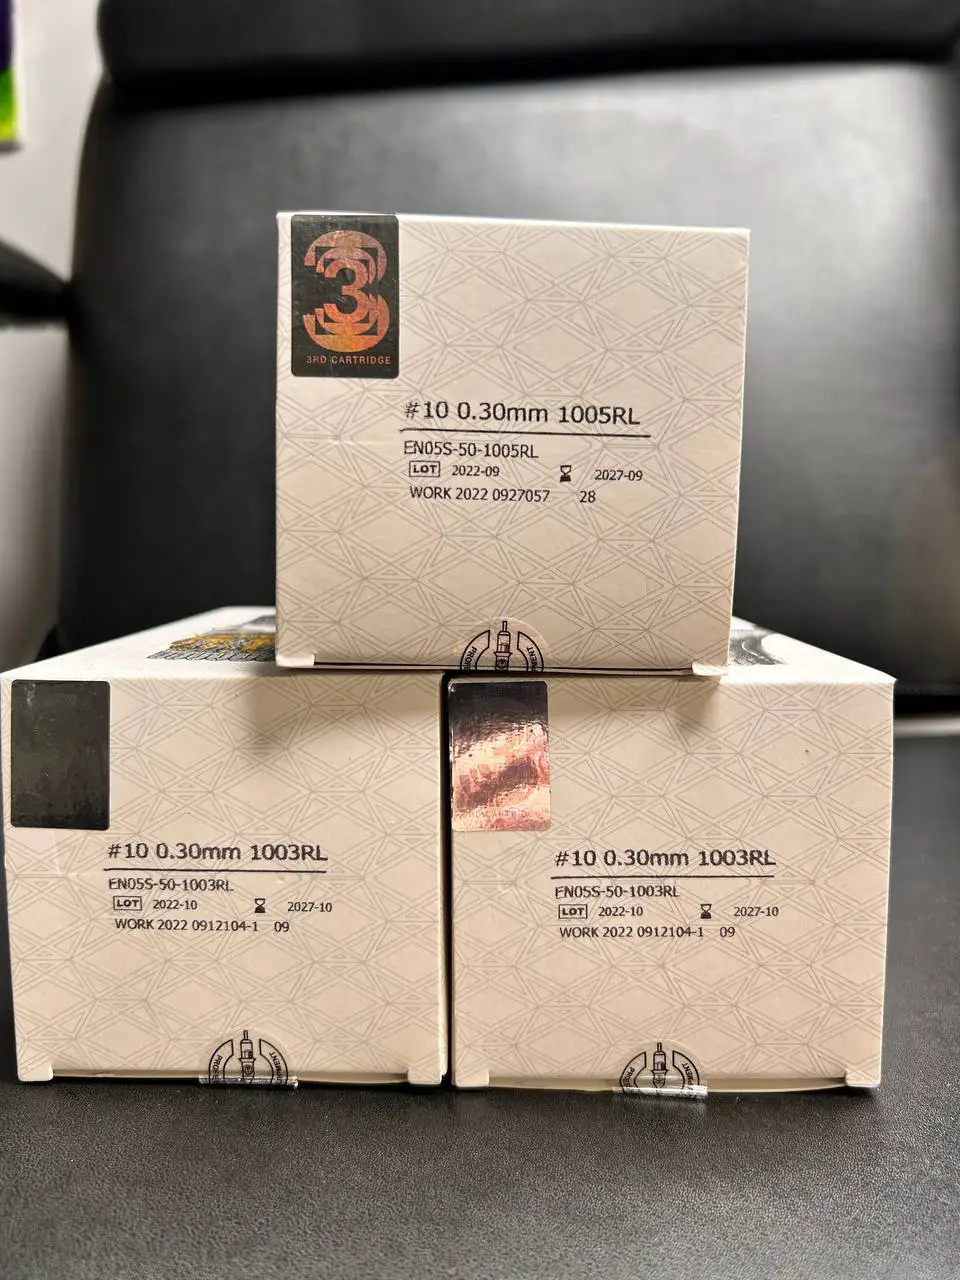 3
3RD CARTRIDGE
#10 0.30mm 1005RL
EN05S-50-1005RL
LOT 2022-09 2027-09
WORK 2022 0927057 28
#10 0.30mm 1003RL
EN05S-50-1003RL
LOT 2022-10 2027-10
WORK 2022 0912104-1 09
#10 0.30mm 1003RL
EN05S-50-1003RL
LOT 2022-10 2027-10
WORK 2022 0912104-1 09